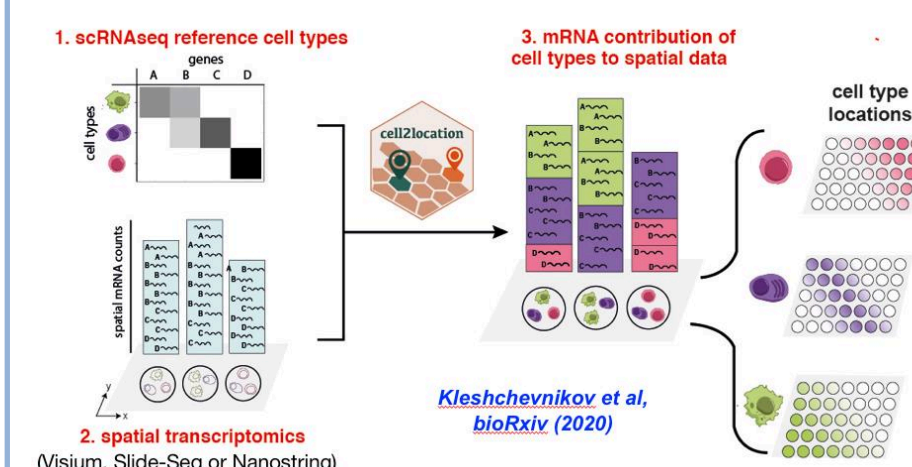 1. scRNAseq reference cell types
genes
A B C D
cell types
cell2location
3. mRNA contribution of
cell types to spatial data
cell type
locations
spatial mRNA counts
A
A
B
B
B
B
C
C
D
A
A
B
B
B
B
C
C
C
A
B
B
C
C
C
D
D
D
A
A
B
B
B
B
C
C
C
D
D
A
A
B
B
A
A
B
B
B
B
C
C
C
B
B
C
C
C
D
D
D
D
y
x
2. spatial transcriptomics
(Visium, Slide-Seq or Nanostring)
Kleshchevnikov et al,
bioRxiv (2020)